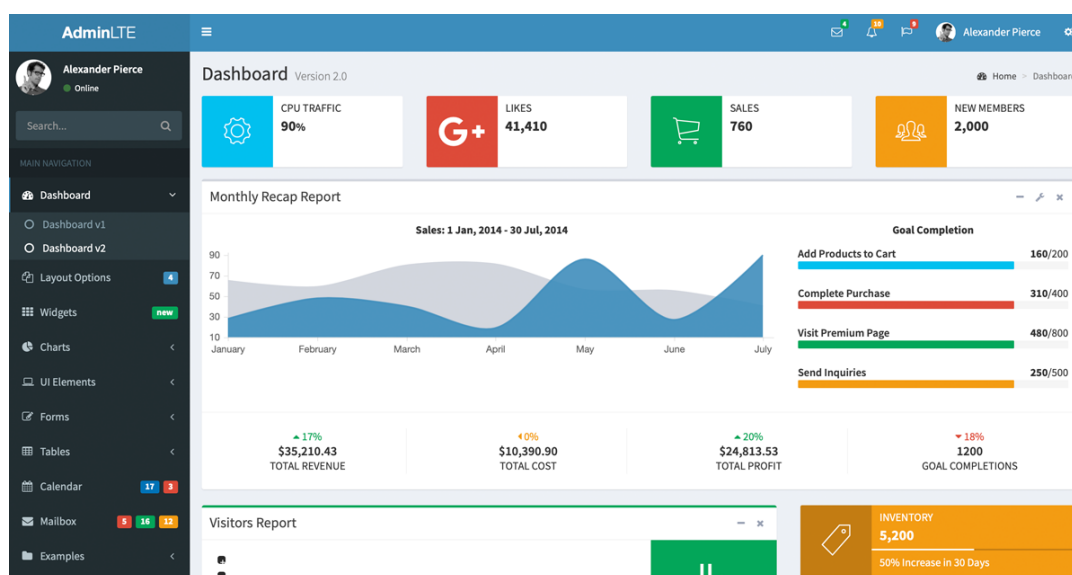 AdminLTE
4 10 9 Alexander Pierce
Alexander Pierce
Online
Search...
MAIN NAVIGATION
Dashboard
Dashboard v1
Dashboard v2
Layout Options 4
Widgets new
Charts
UI Elements
Forms
Tables
Calendar 17 3
Mailbox 5 16 12
Examples
Dashboard Version 2.0
Home > Dashboard
CPU TRAFFIC
90%
G+
LIKES
41,410
SALES
760
NEW MEMBERS
2,000
Monthly Recap Report
Sales: 1 Jan, 2014 - 30 Jul, 2014
90
70
50
30
10
January February March April May June July
Goal Completion
Add Products to Cart 160/200
Complete Purchase 310/400
Visit Premium Page 480/800
Send Inquiries 250/500
17%
$35,210.43
TOTAL REVENUE
0%
$10,390.90
TOTAL COST
20%
$24,813.53
TOTAL PROFIT
18%
1200
GOAL COMPLETIONS
Visitors Report
INVENTORY
5,200
50% Increase in 30 Days